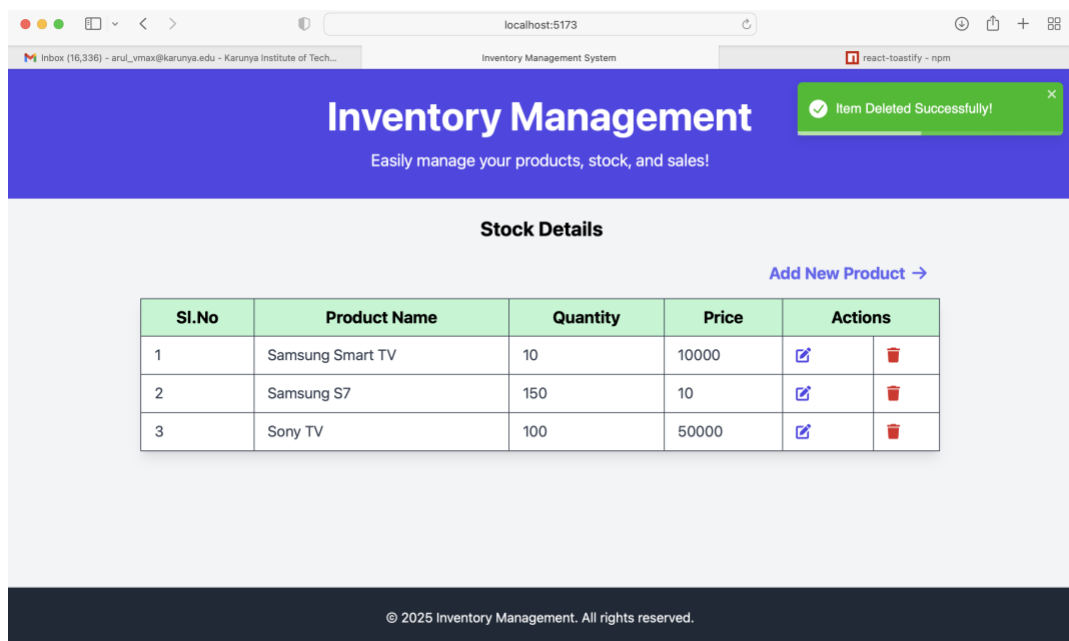 localhost:5173
Inbox (16,336) - arul_vmax@karunya.edu - Karunya Institute of Tech...
Inventory Management System
react-toastify - npm
Inventory Management
Item Deleted Successfully!
Easily manage your products, stock, and sales!
Stock Details
Add New Product →
Sl.No Product Name Quantity Price Actions
1 Samsung Smart TV 10 10000
2 Samsung S7 150 10
3 Sony TV 100 50000
© 2025 Inventory Management. All rights reserved.